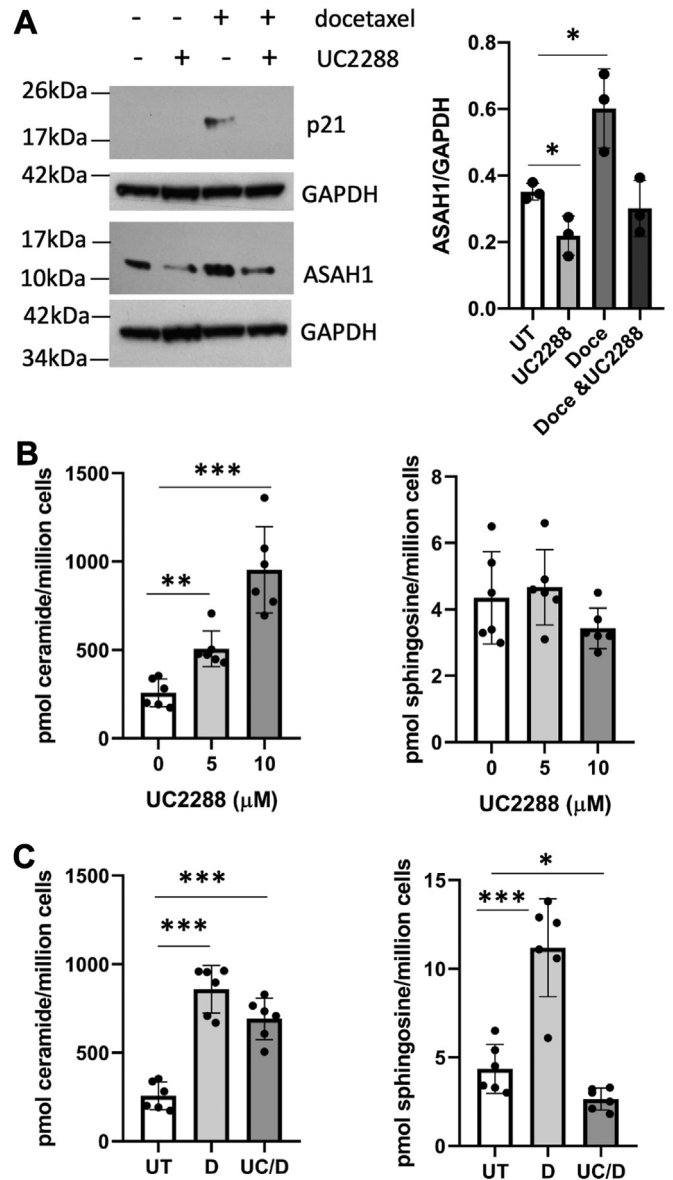 A
- - + + docetaxel
- + - + UC2288
26kDa
17kDa
p21
42kDa
GAPDH
17kDa
10kDa
ASAH1
42kDa
34kDa
GAPDH
ASAH1/GAPDH
0.8
0.6
0.4
0.2
0.0
*
*
UT
UC2288
Doce
Doce &UC2288
B
pmol ceramide/million cells
1500
1000
500
0
***
**
0 5 10
UC2288 (μM)
pmol sphingosine/million cells
8
6
4
2
0
0 5 10
UC2288 (μM)
C
pmol ceramide/million cells
1500
1000
500
0
***
***
UT D UC/D
pmol sphingosine/million cells
15
10
5
0
*
***
UT D UC/D